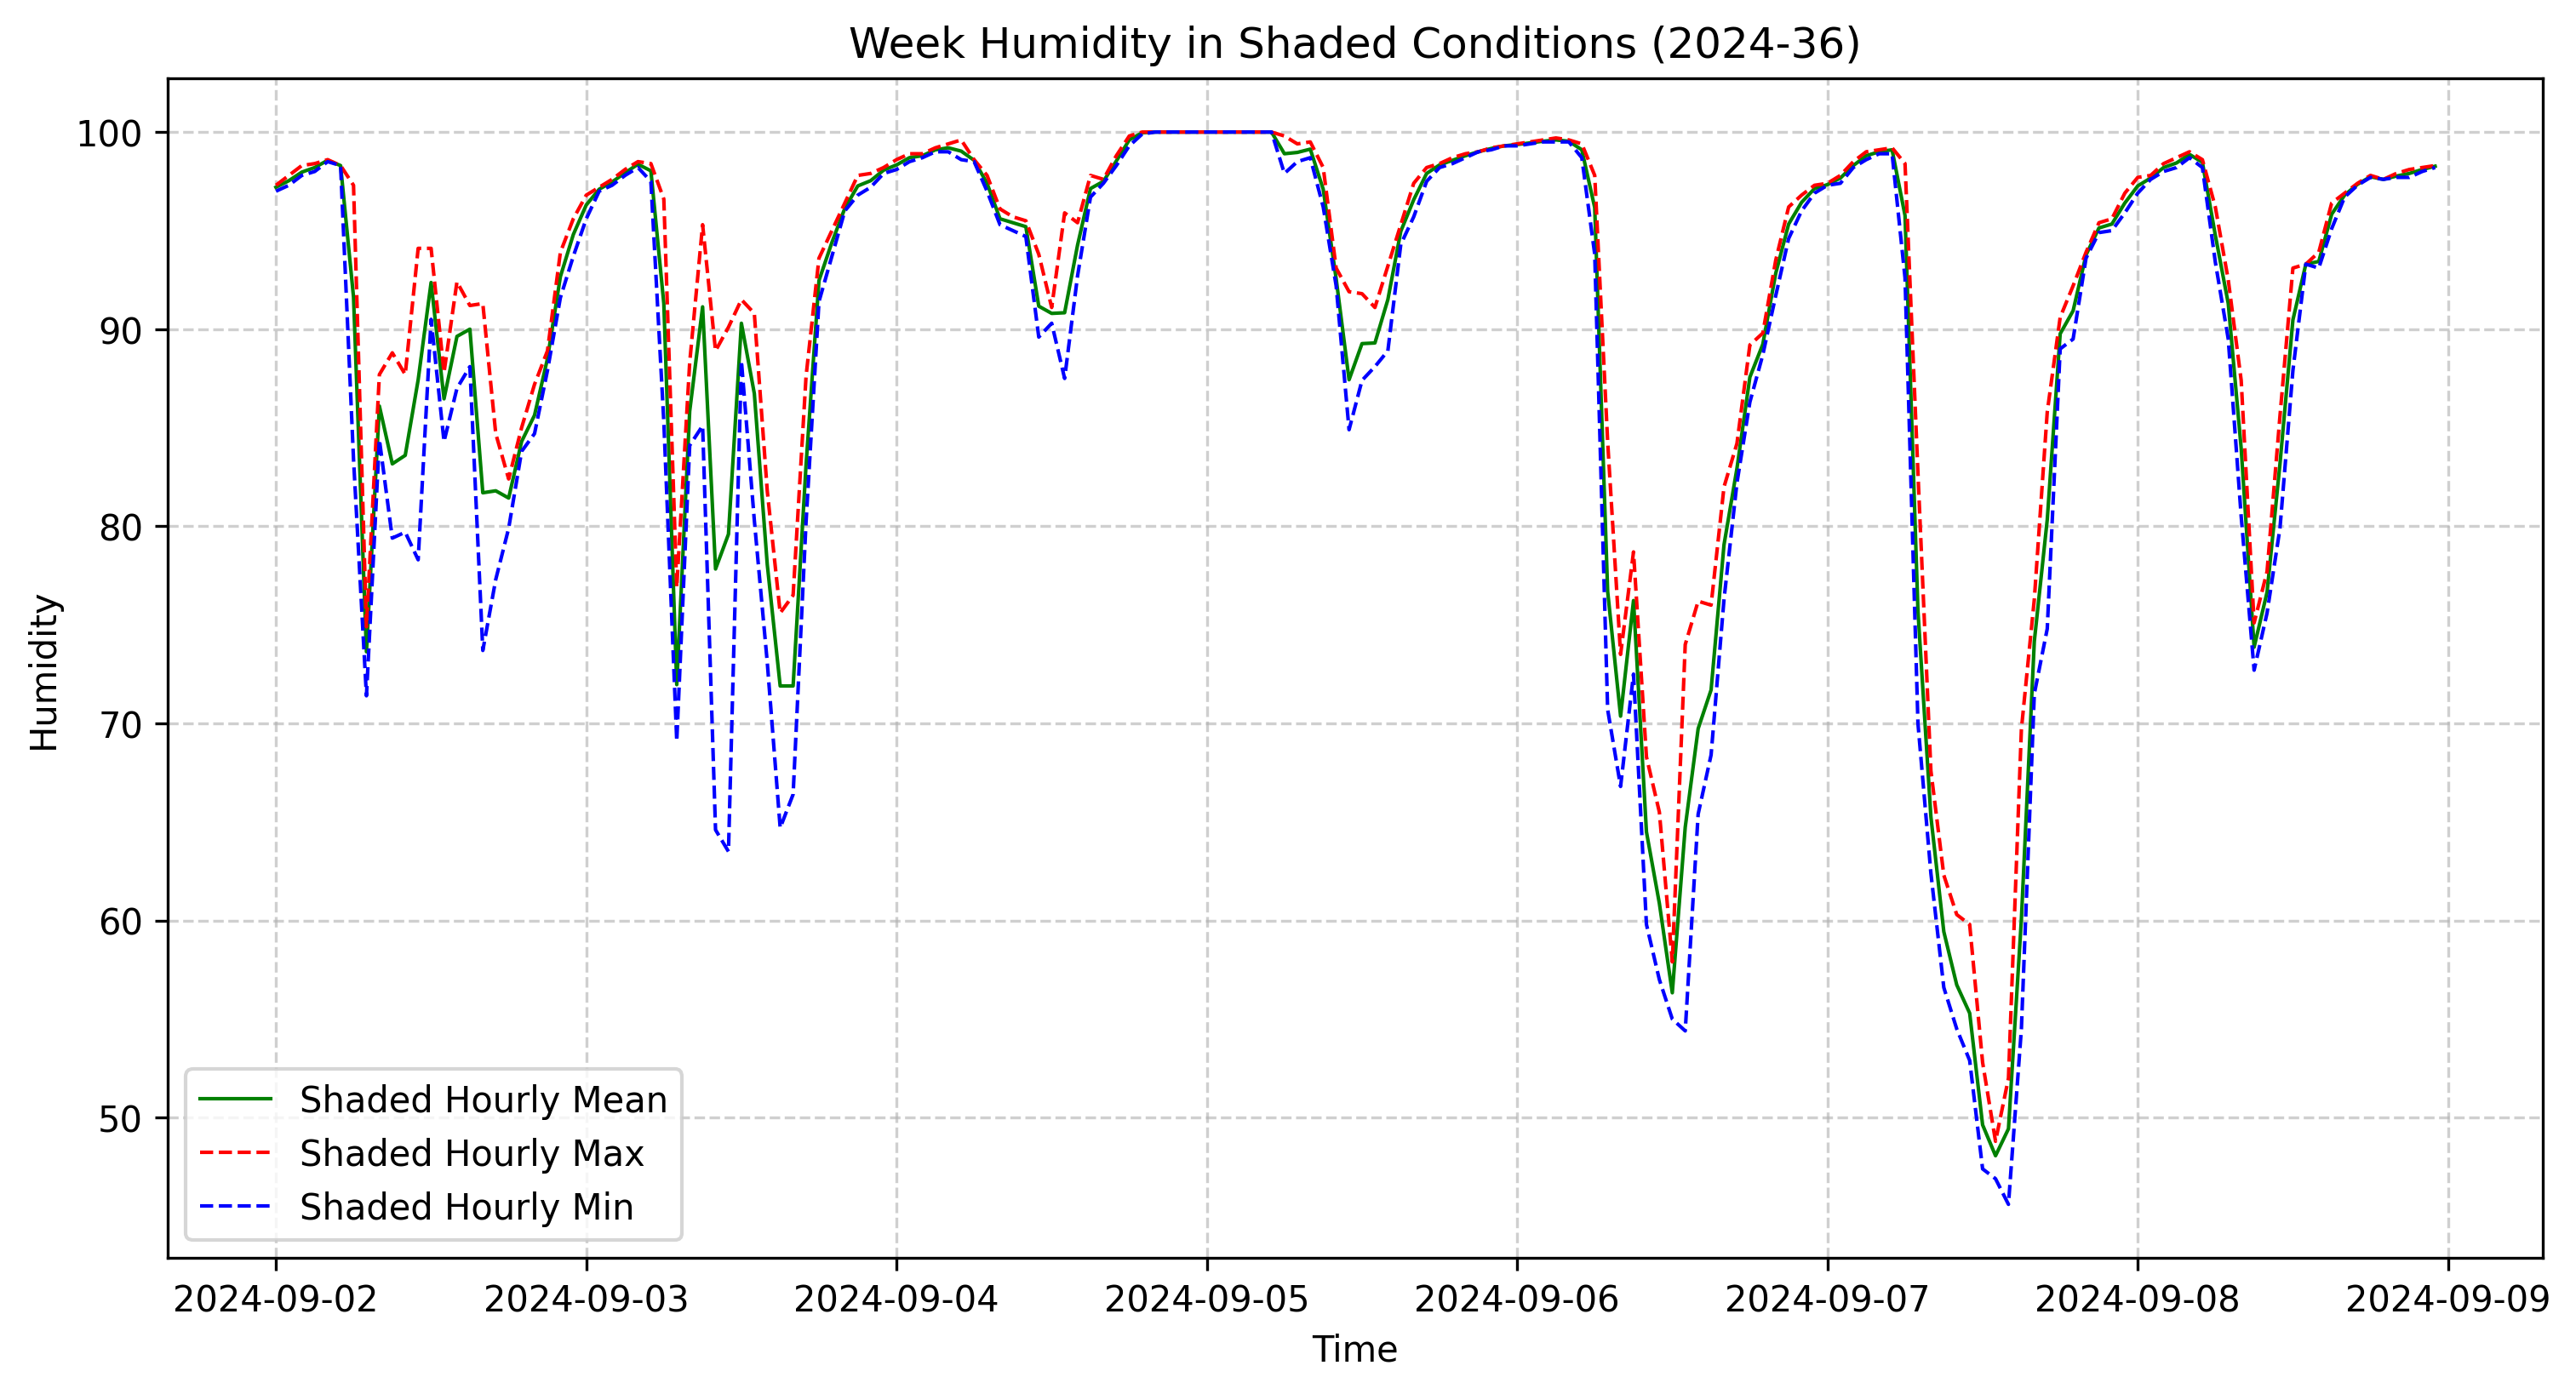 Week Humidity in Shaded Conditions (2024-36)
100
90
80
70
60
50
Humidity
Shaded Hourly Mean
Shaded Hourly Max
Shaded Hourly Min
2024-09-02
2024-09-03
2024-09-04
2024-09-05
2024-09-06
2024-09-07
2024-09-08
2024-09-09
Time